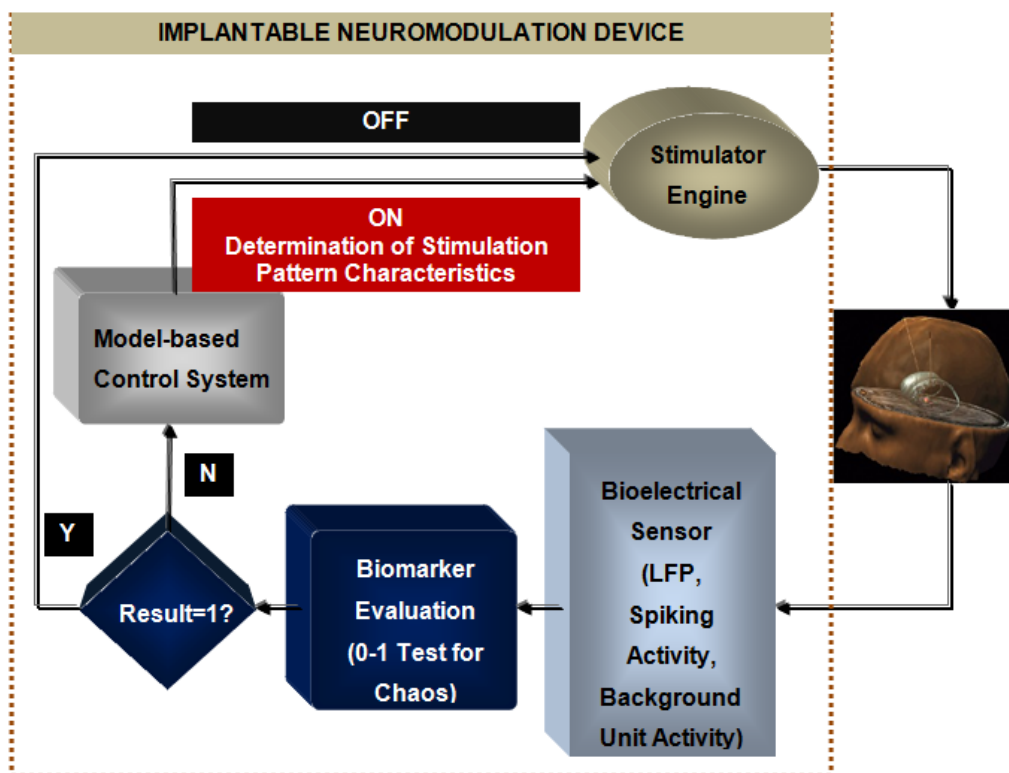 IMPLANTABLE NEUROMODULATION DEVICE
OFF
Stimulator
Engine
ON
Determination of Stimulation
Pattern Characteristics
Model-based
Control System
N
Y
Result=1?
Biomarker
Evaluation
(0-1 Test for
Chaos)
Bioelectrical
Sensor
(LFP,
Spiking
Activity,
Background
Unit Activity)